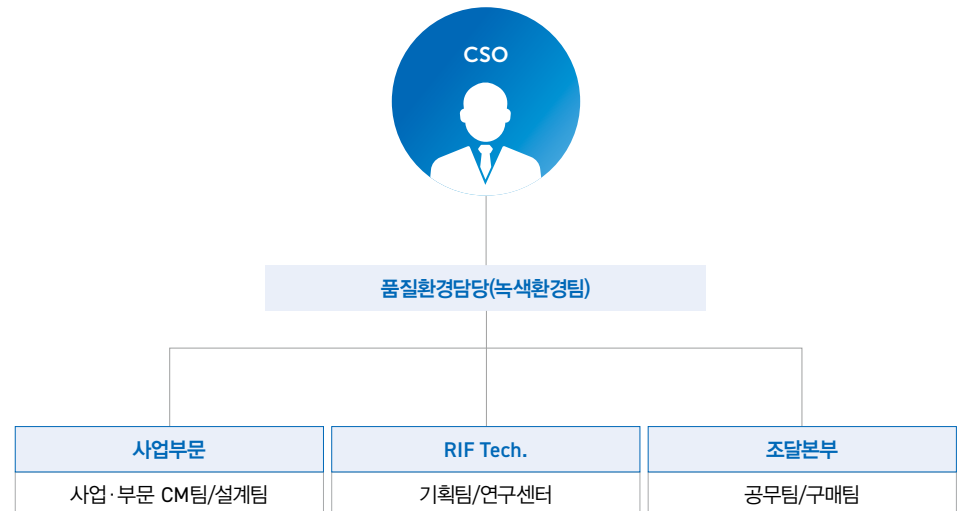 CSO
품질환경담당(녹색환경팀)
사업부문
RIF Tech.
조달본부
사업·부문 CM팀/설계팀
기획팀/연구센터
공무팀/구매팀